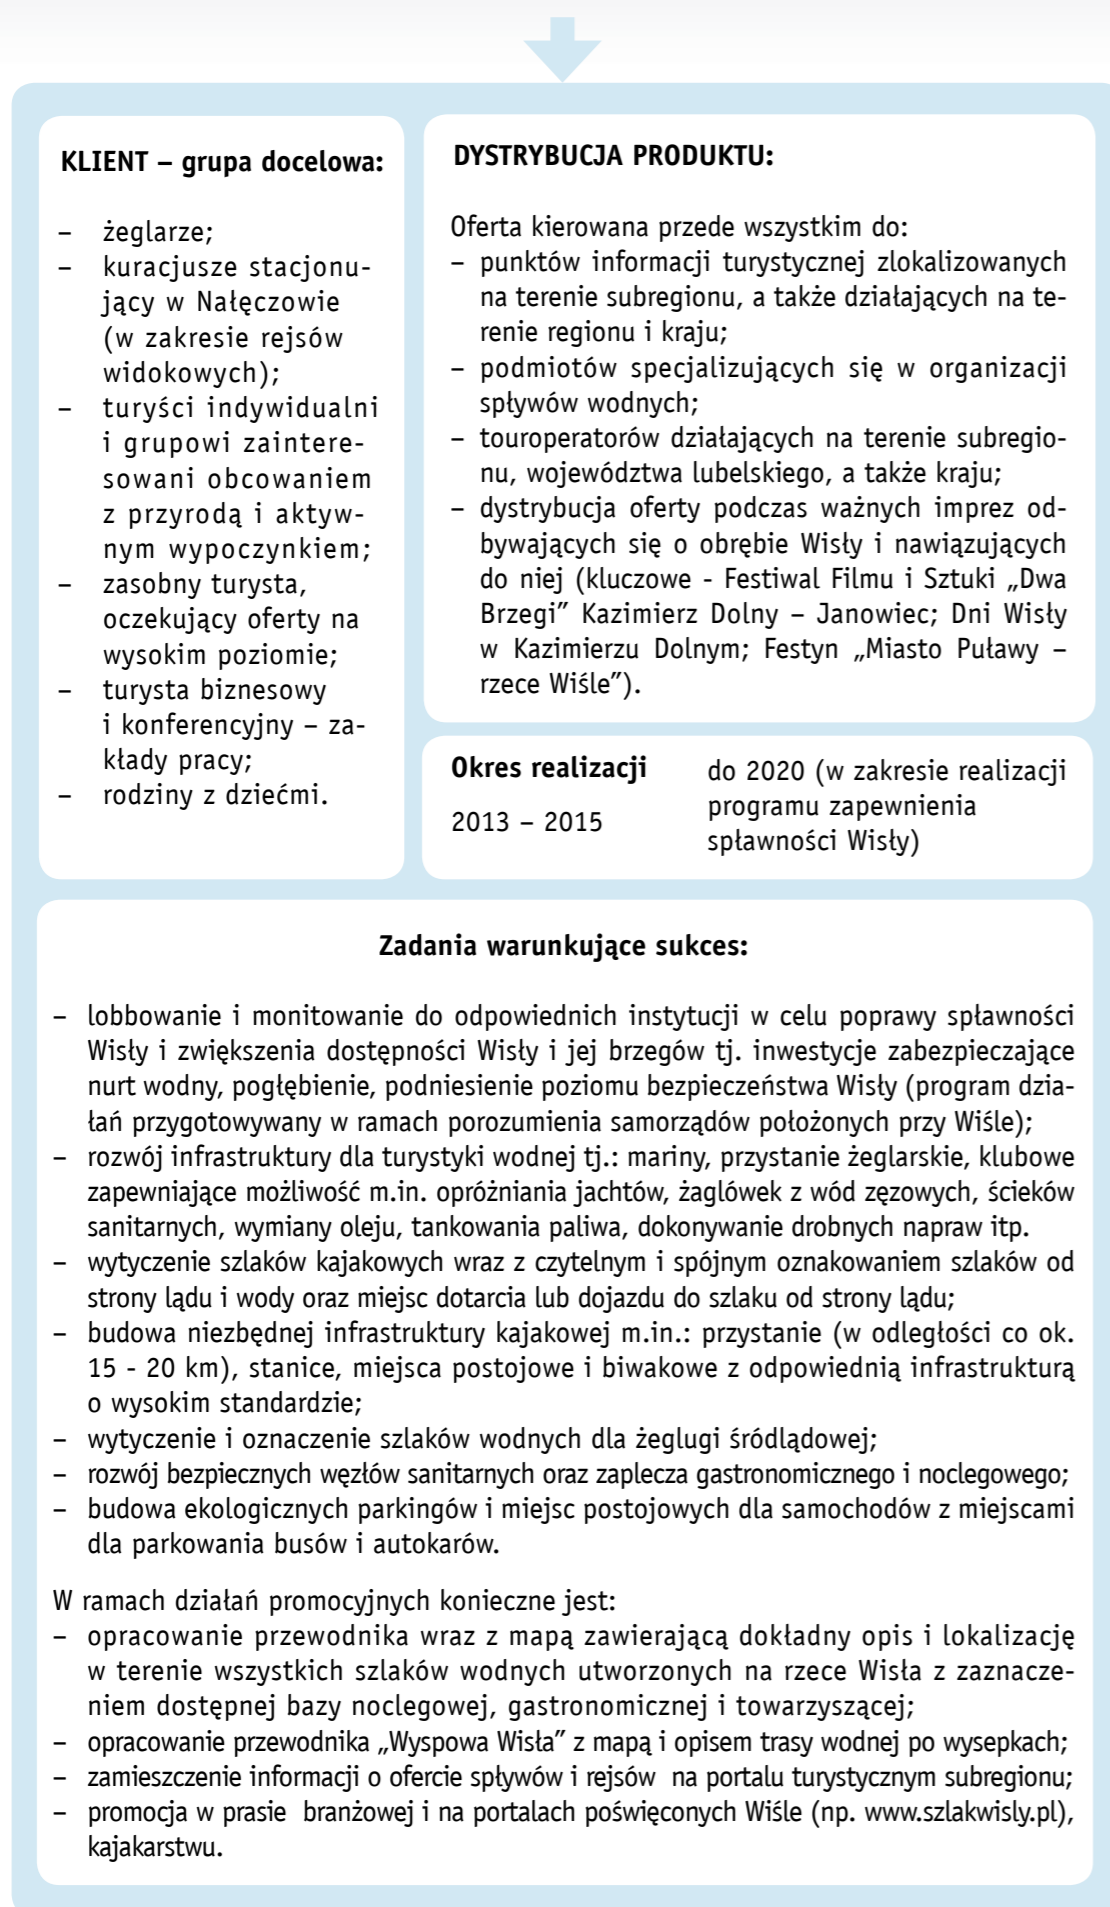 KLIENT – grupa docelowa:
– żeglarze;
– kuracjusze stacjonu-
jący w Nałęczowie
(w zakresie rejsów
widokowych);
– turyści indywidualni
i grupowi zaintere-
sowani obcowaniem
z przyrodą i aktyw-
nym wypoczynkiem;
– zasobny turysta,
oczekujący oferty na
wysokim poziomie;
– turysta biznesowy
i konferencyjny – za-
kłady pracy;
– rodziny z dziećmi.
DYSTRYBUCJA PRODUKTU:
Oferta kierowana przede wszystkim do:
– punktów informacji turystycznej zlokalizowanych
na terenie subregionu, a także działających na te-
renie regionu i kraju;
– podmiotów specjalizujących się w organizacji
spływów wodnych;
– touroperatorów działających na terenie subregio-
nu, województwa lubelskiego, a także kraju;
– dystrybucja oferty podczas ważnych imprez od-
bywających się o obrębie Wisły i nawiązujących
do niej (kluczowe - Festiwal Filmu i Sztuki „Dwa
Brzegi” Kazimierz Dolny – Janowiec; Dni Wisły
w Kazimierzu Dolnym; Festyn „Miasto Puławy –
rzece Wiśle”).
Okres realizacji
2013 – 2015
do 2020 (w zakresie realizacji
programu zapewnienia
spławności Wisły)
Zadania warunkujące sukces:
– lobbowanie i monitowanie do odpowiednich instytucji w celu poprawy spławności
Wisły i zwiększenia dostępności Wisły i jej brzegów tj. inwestycje zabezpieczające
nurt wodny, pogłębienie, podniesienie poziomu bezpieczeństwa Wisły (program dzia-
łań przygotowywany w ramach porozumienia samorządów położonych przy Wiśle);
– rozwój infrastruktury dla turystyki wodnej tj.: mariny, przystanie żeglarskie, klubowe
zapewniające możliwość m.in. opróżniania jachtów, żaglówek z wód zęzowych, ścieków
sanitarnych, wymiany oleju, tankowania paliwa, dokonywanie drobnych napraw itp.
– wytyczenie szlaków kajakowych wraz z czytelnym i spójnym oznakowaniem szlaków od
strony lądu i wody oraz miejsc dotarcia lub dojazdu do szlaku od strony lądu;
– budowa niezbędnej infrastruktury kajakowej m.in.: przystanie (w odległości co ok.
15 - 20 km), stanice, miejsca postojowe i biwakowe z odpowiednią infrastrukturą
o wysokim standardzie;
– wytyczenie i oznaczenie szlaków wodnych dla żeglugi śródlądowej;
– rozwój bezpiecznych węzłów sanitarnych oraz zaplecza gastronomicznego i noclegowego;
– budowa ekologicznych parkingów i miejsc postojowych dla samochodów z miejscami
dla parkowania busów i autokarów.
W ramach działań promocyjnych konieczne jest:
– opracowanie przewodnika wraz z mapą zawierającą dokładny opis i lokalizację
w terenie wszystkich szlaków wodnych utworzonych na rzece Wisła z zaznacze-
niem dostępnej bazy noclegowej, gastronomicznej i towarzyszącej;
– opracowanie przewodnika „Wyspowa Wisła” z mapą i opisem trasy wodnej po wysepkach;
– zamieszczenie informacji o ofercie spływów i rejsów na portalu turystycznym subregionu;
– promocja w prasie branżowej i na portalach poświęconych Wiśle (np. www.szlakwisly.pl),
kajakarstwu.